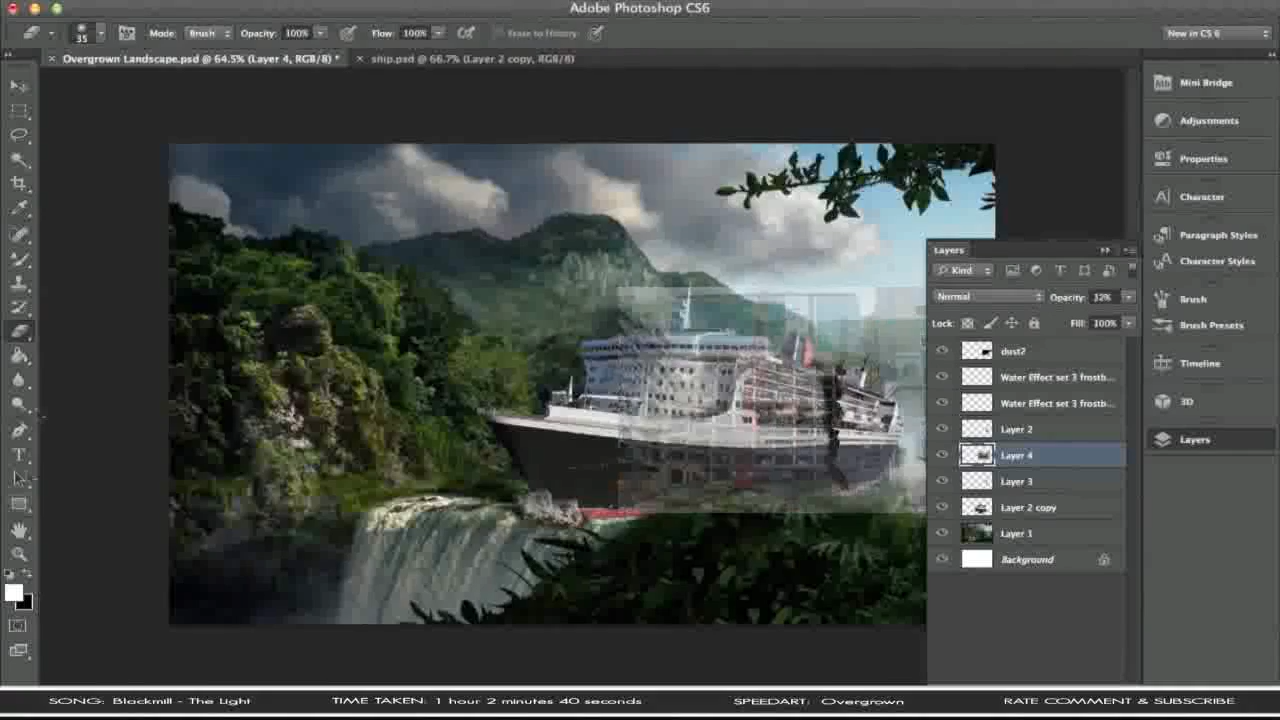 Adobe Photoshop CS6
35 Mode: Brush Opacity: 100% Flow: 100% Erase to History New in CS 6
Overgrown Landscape.psd @ 64.5% (Layer 4, RGB/8) * ship.psd @ 66.7% (Layer 2 copy, RGB/8)
Mini Bridge
Adjustments
Properties
Character
Paragraph Styles
Character Styles
Brush
Brush Presets
Timeline
3D
Layers
Layers
Kind
Normal Opacity: 32%
Lock: Fill: 100%
dust2
Water Effect set 3 frostb...
Water Effect set 3 frostb...
Layer 2
Layer 4
Layer 3
Layer 2 copy
Layer 1
Background
SONG: Blackmill - The Light TIME TAKEN: 1 hour 2 minutes 40 seconds SPEEDART: Overgrown RATE COMMENT & SUBSCRIBE